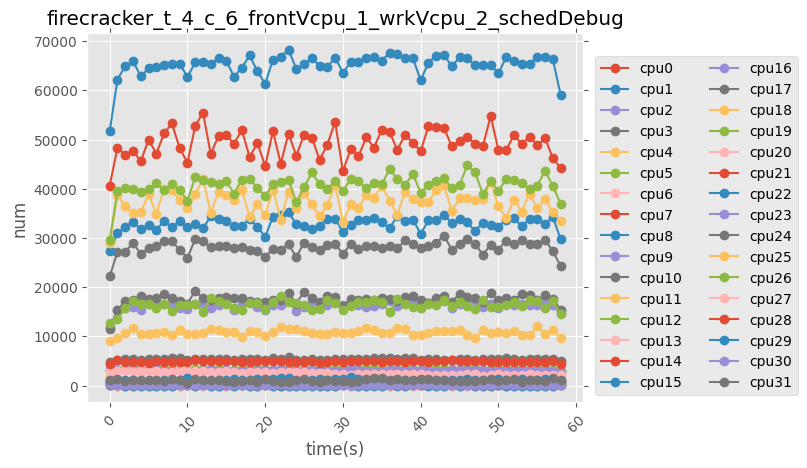 firecracker_t_4_c_6_frontVcpu_1_wrkVcpu_2_schedDebug
70000
60000
50000
40000
30000
20000
10000
0
num
0
10
20
30
40
50
60
time(s)
cpu0
cpu1
cpu2
cpu3
cpu4
cpu5
cpu6
cpu7
cpu8
cpu9
cpu10
cpu11
cpu12
cpu13
cpu14
cpu15
cpu16
cpu17
cpu18
cpu19
cpu20
cpu21
cpu22
cpu23
cpu24
cpu25
cpu26
cpu27
cpu28
cpu29
cpu30
cpu31